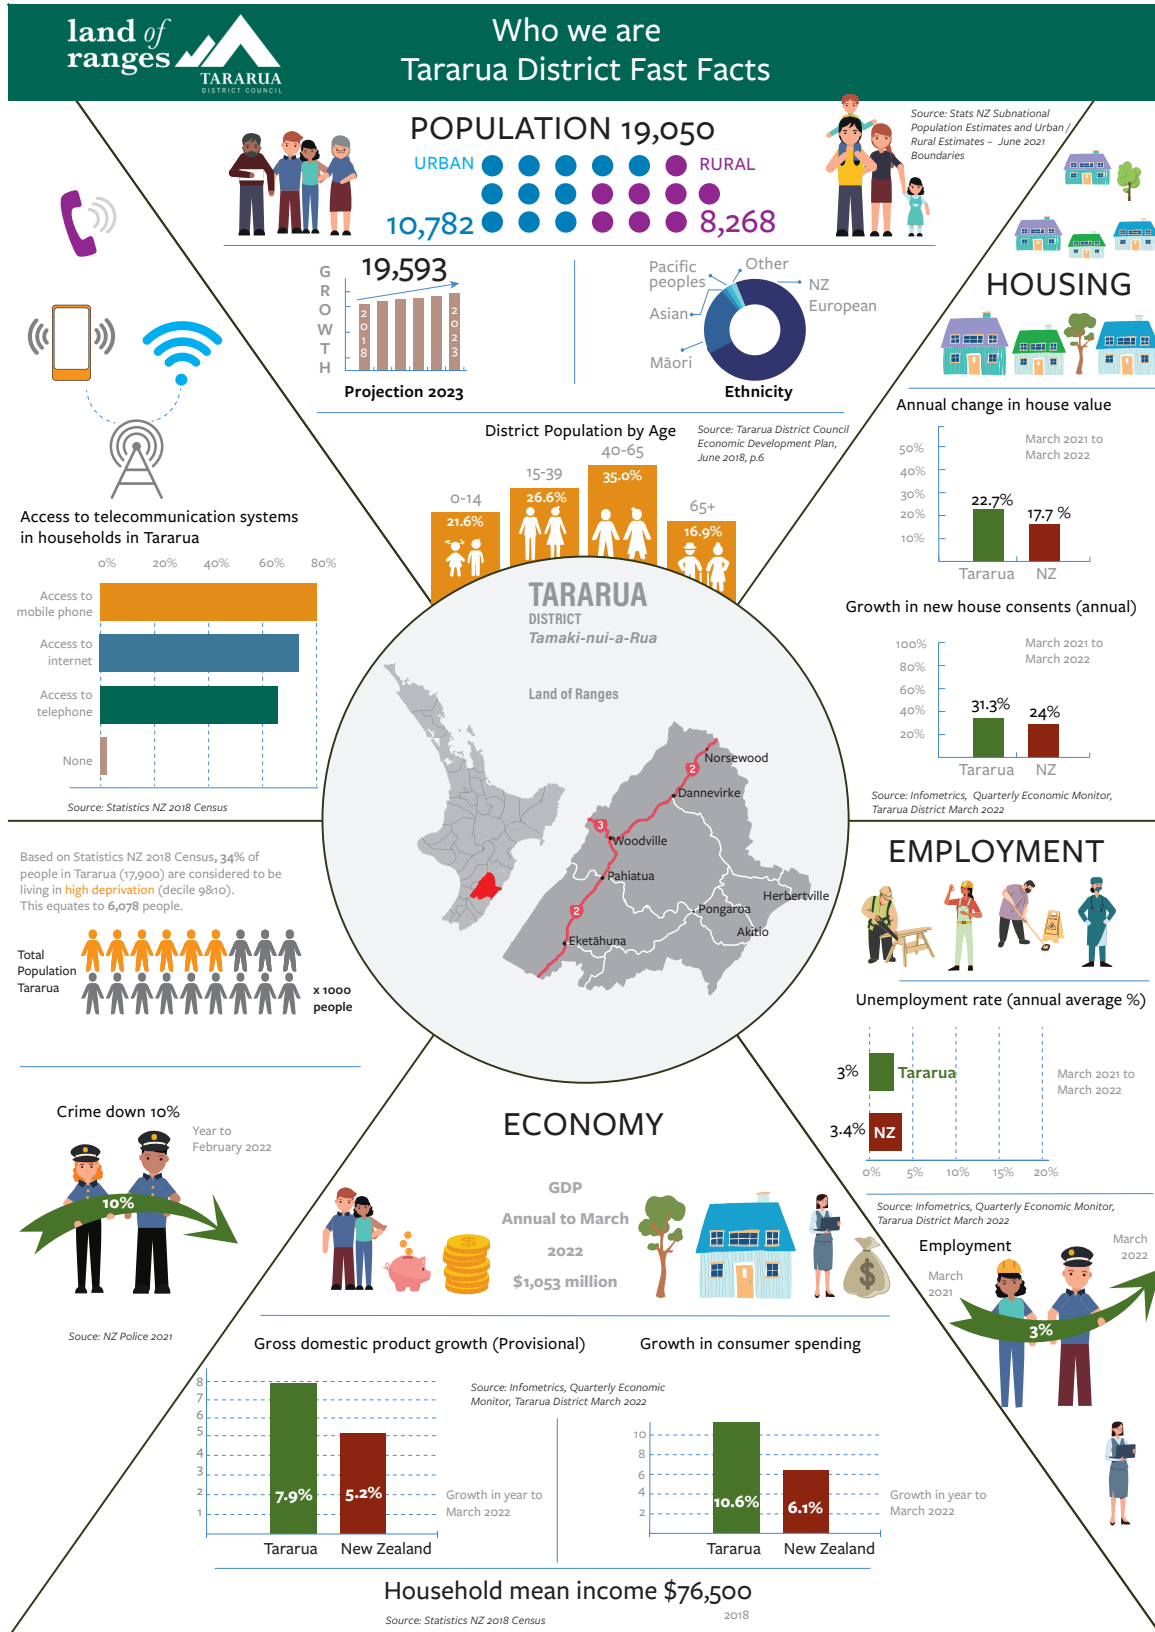 land of
ranges
TARARUA
DISTRICT COUNCIL
Who we are
Tararua District Fast Facts
POPULATION 19,050
URBAN
RURAL
10,782
8,268
Source: Stats NZ Subnational
Population Estimates and Urban /
Rural Estimates – June 2021
Boundaries
GROWTH
19,593
2018
2023
Projection 2023
Pacific
peoples
Other
NZ
European
Asian
Māori
Ethnicity
District Population by Age
Source: Tararua District Council
Economic Development Plan,
June 2018, p.6
0-14
21.6%
15-39
26.6%
40-65
35.0%
65+
16.9%
HOUSING
Annual change in house value
March 2021 to
March 2022
50%
40%
30%
20%
10%
22.7%
17.7 %
Tararua
NZ
Growth in new house consents (annual)
March 2021 to
March 2022
100%
80%
60%
40%
20%
31.3%
24%
Tararua
NZ
Source: Infometrics, Quarterly Economic Monitor,
Tararua District March 2022
Access to telecommunication systems
in households in Tararua
0%
20%
40%
60%
80%
Access to
mobile phone
Access to
internet
Access to
telephone
None
Source: Statistics NZ 2018 Census
TARARUA
DISTRICT
Tamaki-nui-a-Rua
Land of Ranges
Norsewood
2
Dannevirke
3
Woodville
Pahiatua
Herbertville
2
Pongaroa
Akitio
Eketāhuna
Based on Statistics NZ 2018 Census, 34% of
people in Tararua (17,900) are considered to be
living in high deprivation (decile 9&10).
This equates to 6,078 people.
Total
Population
Tararua
x 1000
people
Crime down 10%
Year to
February 2022
10%
Souce: NZ Police 2021
EMPLOYMENT
Unemployment rate (annual average %)
3%
Tararua
3.4%
NZ
March 2021 to
March 2022
0%
5%
10%
15%
20%
Source: Infometrics, Quarterly Economic Monitor,
Tararua District March 2022
Employment
March
2021
March
2022
3%
ECONOMY
GDP
Annual to March
2022
$1,053 million
Gross domestic product growth (Provisional)
8
7
6
5
4
3
2
1
7.9%
5.2%
Tararua
New Zealand
Growth in year to
March 2022
Source: Infometrics, Quarterly Economic
Monitor, Tararua District March 2022
Growth in consumer spending
10
8
6
4
2
10.6%
6.1%
Tararua
New Zealand
Growth in year to
March 2022
Household mean income $76,500
2018
Source: Statistics NZ 2018 Census